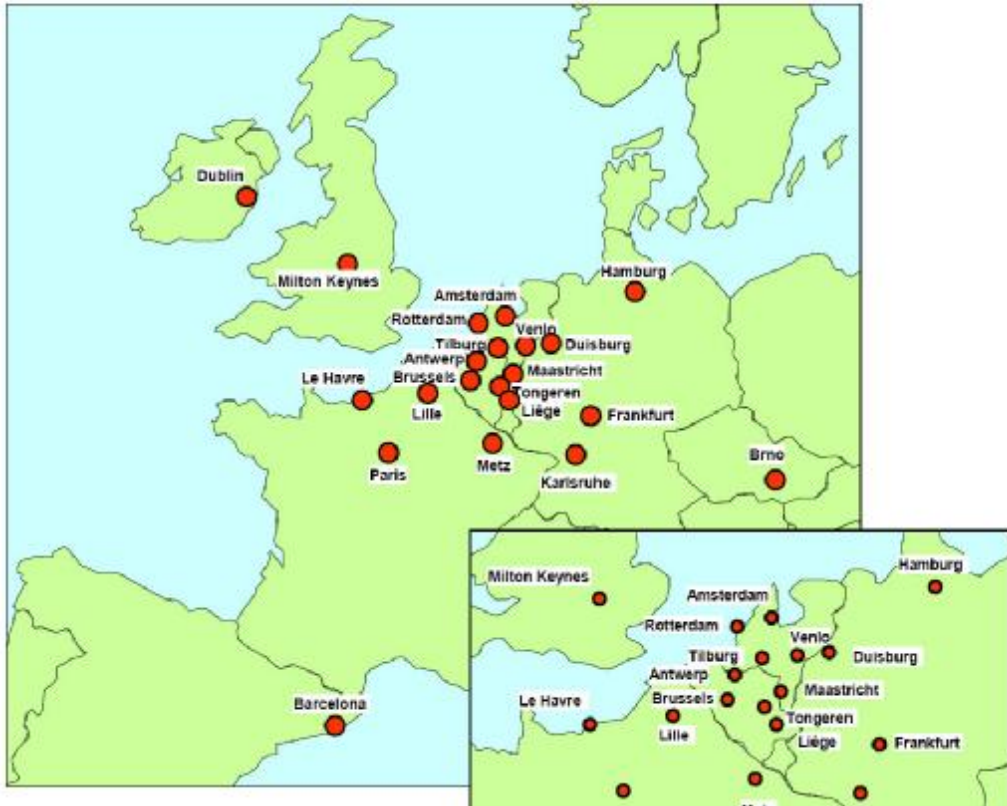 Dublin
Milton Keynes
Hamburg
Amsterdam
Rotterdam
Venlo
Tilburg
Duisburg
Antwerp
Brussels
Maastricht
Le Havre
Tongeren
Lille
Liège
Frankfurt
Paris
Metz
Karlsruhe
Brno
Barcelona
Hamburg
Milton Keynes
Amsterdam
Rotterdam
Venlo
Tilburg
Duisburg
Antwerp
Maastricht
Brussels
Le Havre
Tongeren
Lille
Liége
Frankfurt